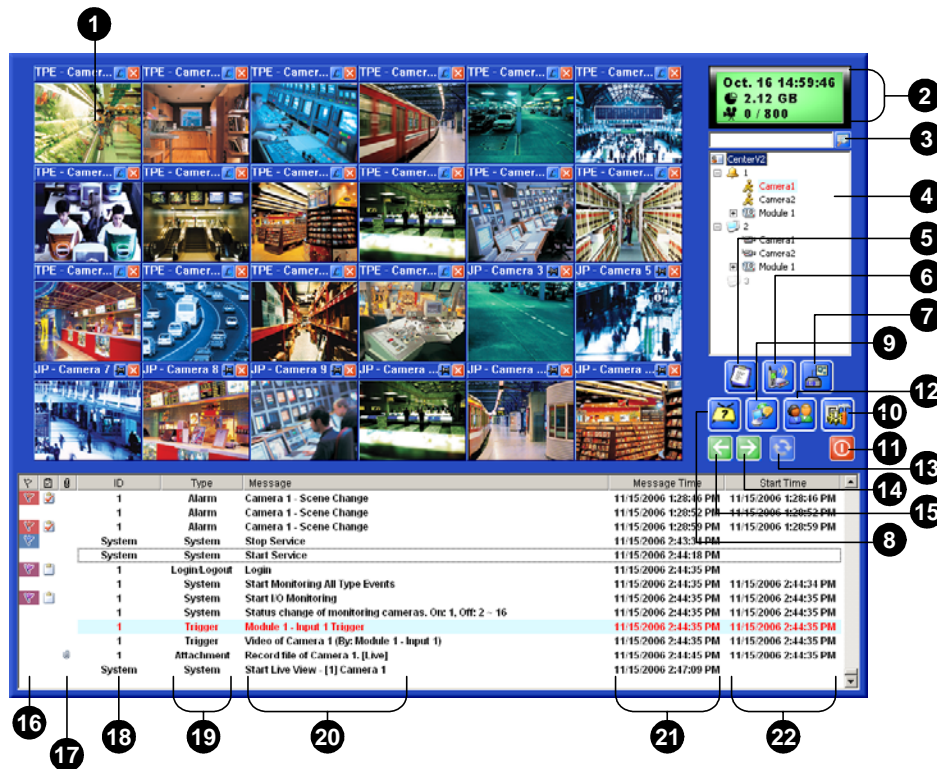 1
TPE - Camer... TPE - Camer... TPE - Camer... TPE - Camer... TPE - Camer... TPE - Camer...
Oct. 16 14:59:46
2.12 GB
0 / 800
2
3
CenterV2
1
Camera1
Camera2
Module 1
2
Camera1
Camera2
Module 1
3
4
5
6
7
TPE - Camer... TPE - Camer... TPE - Camer... TPE - Camer... TPE - Camer... TPE - Camer...
TPE - Camer... TPE - Camer... TPE - Camer... TPE - Camer... JP - Camera 3 JP - Camera 5
JP - Camera 7 JP - Camera 8 JP - Camera 9 JP - Camera ... JP - Camera ... JP - Camera ...
9
12
10
11
13
14
15
8
ID Type Message Message Time Start Time
1 Alarm Camera 1 - Scene Change 11/15/2006 1:28:46 PM 11/15/2006 1:28:46 PM
1 Alarm Camera 1 - Scene Change 11/15/2006 1:28:52 PM 11/15/2006 1:28:52 PM
1 Alarm Camera 1 - Scene Change 11/15/2006 1:28:59 PM 11/15/2006 1:28:59 PM
System System Stop Service 11/15/2006 2:43:34 PM
System System Start Service 11/15/2006 2:44:18 PM
1 Login/Logout Login 11/15/2006 2:44:35 PM
1 System Start Monitoring All Type Events 11/15/2006 2:44:35 PM 11/15/2006 2:44:34 PM
1 System Start I/O Monitoring 11/15/2006 2:44:35 PM 11/15/2006 2:44:35 PM
1 System Status change of monitoring cameras. On: 1, Off: 2 ~ 16 11/15/2006 2:44:35 PM 11/15/2006 2:44:35 PM
1 Trigger Module 1 - Input 1 Trigger 11/15/2006 2:44:35 PM 11/15/2006 2:44:35 PM
1 Trigger Video of Camera 1 (By: Module 1 - Input 1) 11/15/2006 2:44:35 PM 11/15/2006 2:44:35 PM
1 Attachment Record file of Camera 1. [Live] 11/15/2006 2:44:45 PM 11/15/2006 2:44:35 PM
System System Start Live View - [1] Camera 1 11/15/2006 2:47:09 PM
16
17
18
19
20
21
22